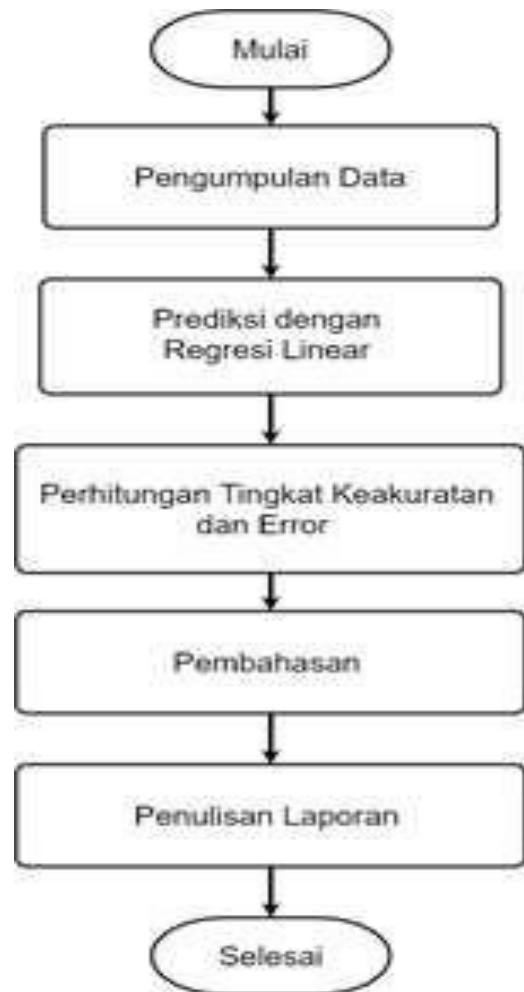 Mulai
Pengumpulan Data
Prediksi dengan
Regresi Linear
Perhitungan Tingkat Keakuratan
dan Error
Pembahasan
Penulisan Laporan
Selesai